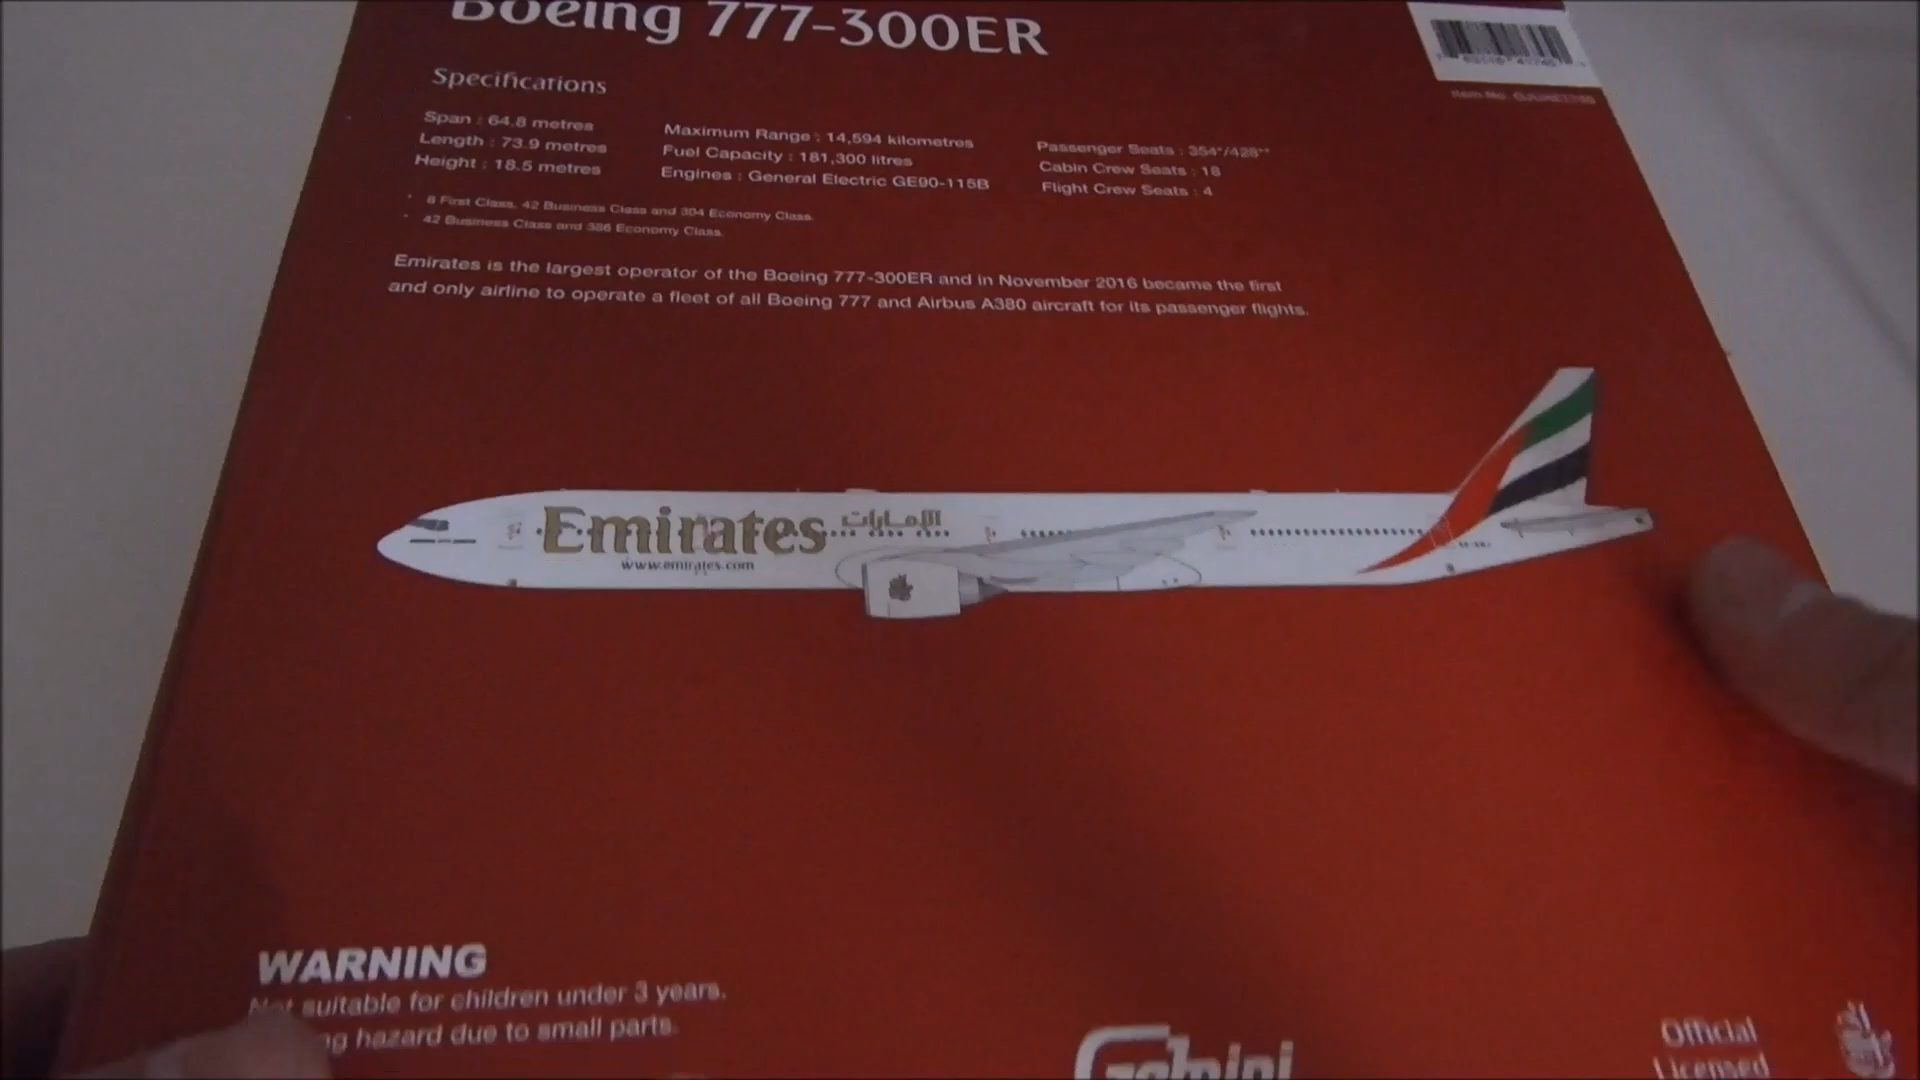 Boeing 777-300ER
Specifications
Span : 64.8 metres
Length : 73.9 metres
Height : 18.5 metres
Maximum Range : 14,594 kilometres
Fuel Capacity : 181,300 litres
Engines : General Electric GE90-115B
Passenger Seats : 354*/428**
Cabin Crew Seats : 18
Flight Crew Seats : 4
* 8 First Class, 42 Business Class and 304 Economy Class.
* 42 Business Class and 386 Economy Class.
Emirates is the largest operator of the Boeing 777-300ER and in November 2016 became the first
and only airline to operate a fleet of all Boeing 777 and Airbus A380 aircraft for its passenger flights.
Emirates الإمارات
www.emirates.com
WARNING
Not suitable for children under 3 years.
hazard due to small parts.
Gemini
Official
Licensed
Item No.